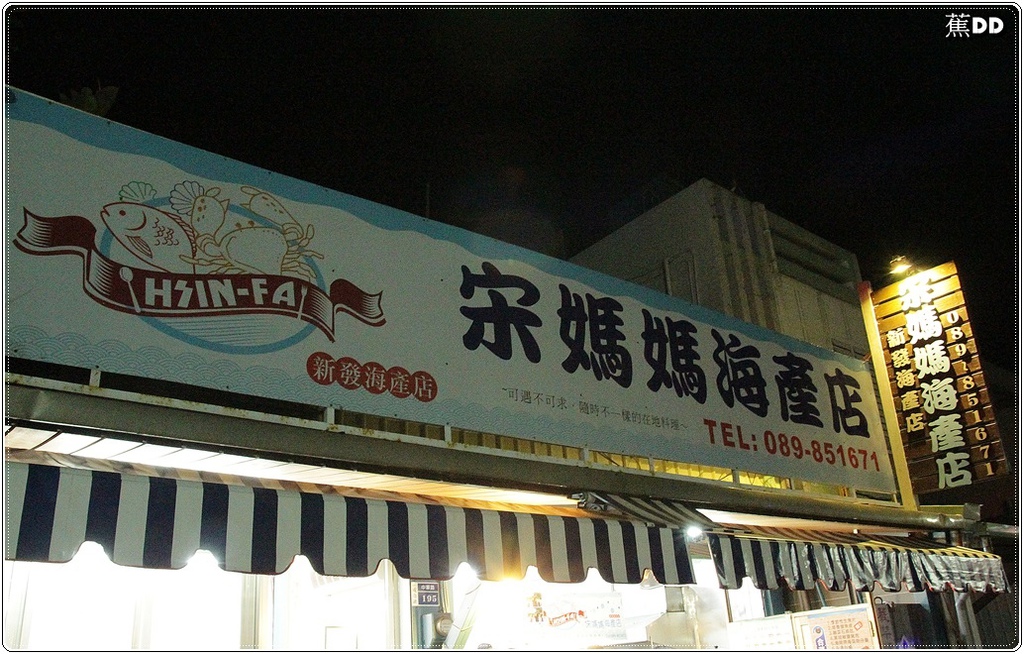 蕉DD
HSIN-FA
新發海產店
宋媽媽海產店
可遇不可求，隨時不一樣的在地料理~
TEL: 089-851671
宋媽媽海產店
089-851671
新發海產店
195